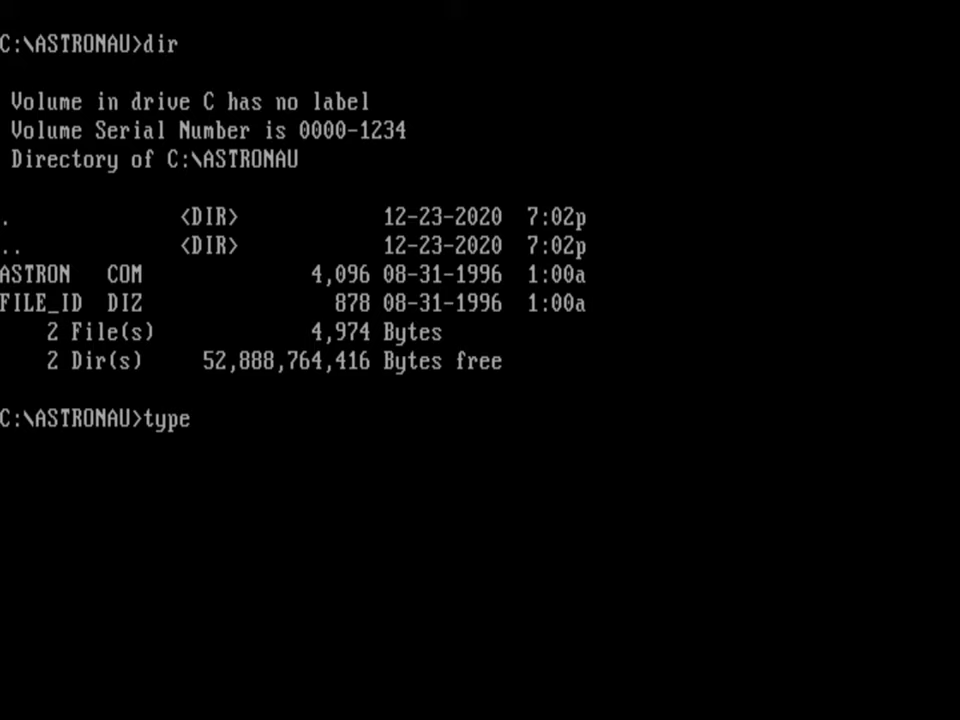 C:\ASTRONAU>dir
Volume in drive C has no label
Volume Serial Number is 0000-1234
Directory of C:\ASTRONAU
. <DIR> 12-23-2020 7:02p
.. <DIR> 12-23-2020 7:02p
ASTRON COM 4,096 08-31-1996 1:00a
FILE_ID DIZ 878 08-31-1996 1:00a
2 File(s) 4,974 Bytes
2 Dir(s) 52,888,764,416 Bytes free
C:\ASTRONAU>type